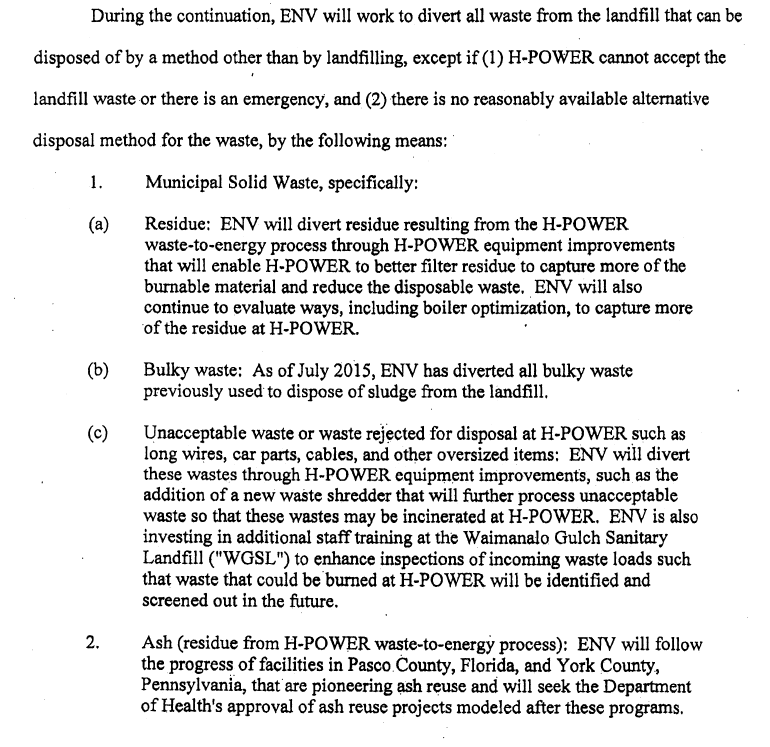 During the continuation, ENV will work to divert all waste from the landfill that can be
disposed of by a method other than by landfilling, except if (1) H-POWER cannot accept the
landfill waste or there is an emergency, and (2) there is no reasonably available alternative
disposal method for the waste, by the following means:
1. Municipal Solid Waste, specifically:
(a) Residue: ENV will divert residue resulting from the H-POWER
waste-to-energy process through H-POWER equipment improvements
that will enable H-POWER to better filter residue to capture more of the
burnable material and reduce the disposable waste. ENV will also
continue to evaluate ways, including boiler optimization, to capture more
of the residue at H-POWER.
(b) Bulky waste: As of July 2015, ENV has diverted all bulky waste
previously used to dispose of sludge from the landfill.
(c) Unacceptable waste or waste rejected for disposal at H-POWER such as
long wires, car parts, cables, and other oversized items: ENV will divert
these wastes through H-POWER equipment improvements, such as the
addition of a new waste shredder that will further process unacceptable
waste so that these wastes may be incinerated at H-POWER. ENV is also
investing in additional staff training at the Waimanalo Gulch Sanitary
Landfill ("WGSL") to enhance inspections of incoming waste loads such
that waste that could be burned at H-POWER will be identified and
screened out in the future.
2. Ash (residue from H-POWER waste-to-energy process): ENV will follow
the progress of facilities in Pasco County, Florida, and York County,
Pennsylvania, that are pioneering ash reuse and will seek the Department
of Health's approval of ash reuse projects modeled after these programs.